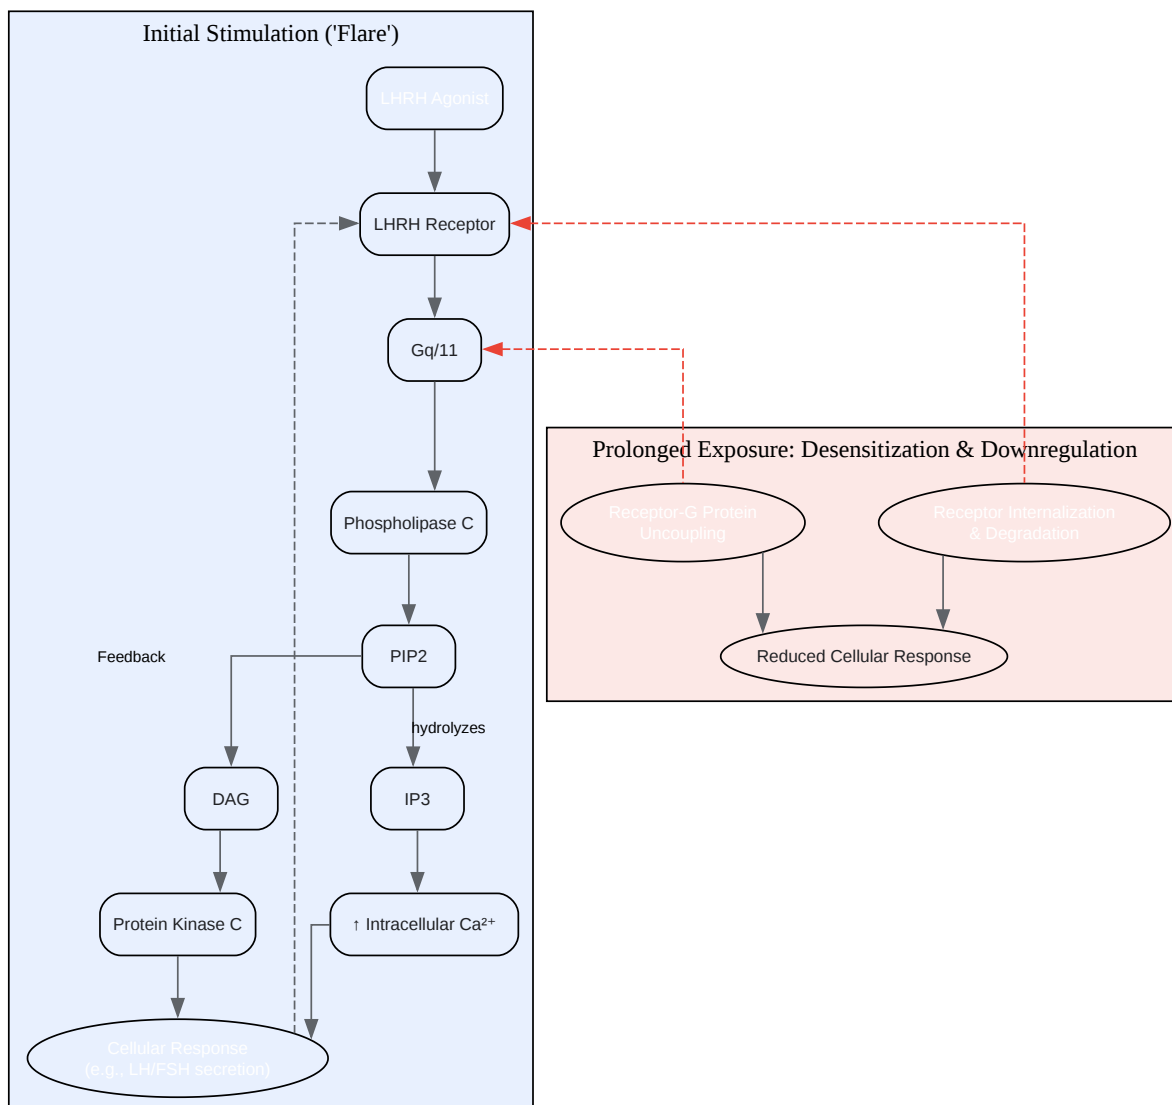 Initial Stimulation ('Flare')
LHRH Agonist
LHRH Receptor
Gq/11
Phospholipase C
PIP2
Feedback
hydrolyzes
DAG
IP3
Protein Kinase C
↑ Intracellular Ca²⁺
Cellular Response
(e.g., LH/FSH secretion)
Prolonged Exposure: Desensitization & Downregulation
Receptor-G Protein
Uncoupling
Receptor Internalization
& Degradation
Reduced Cellular Response